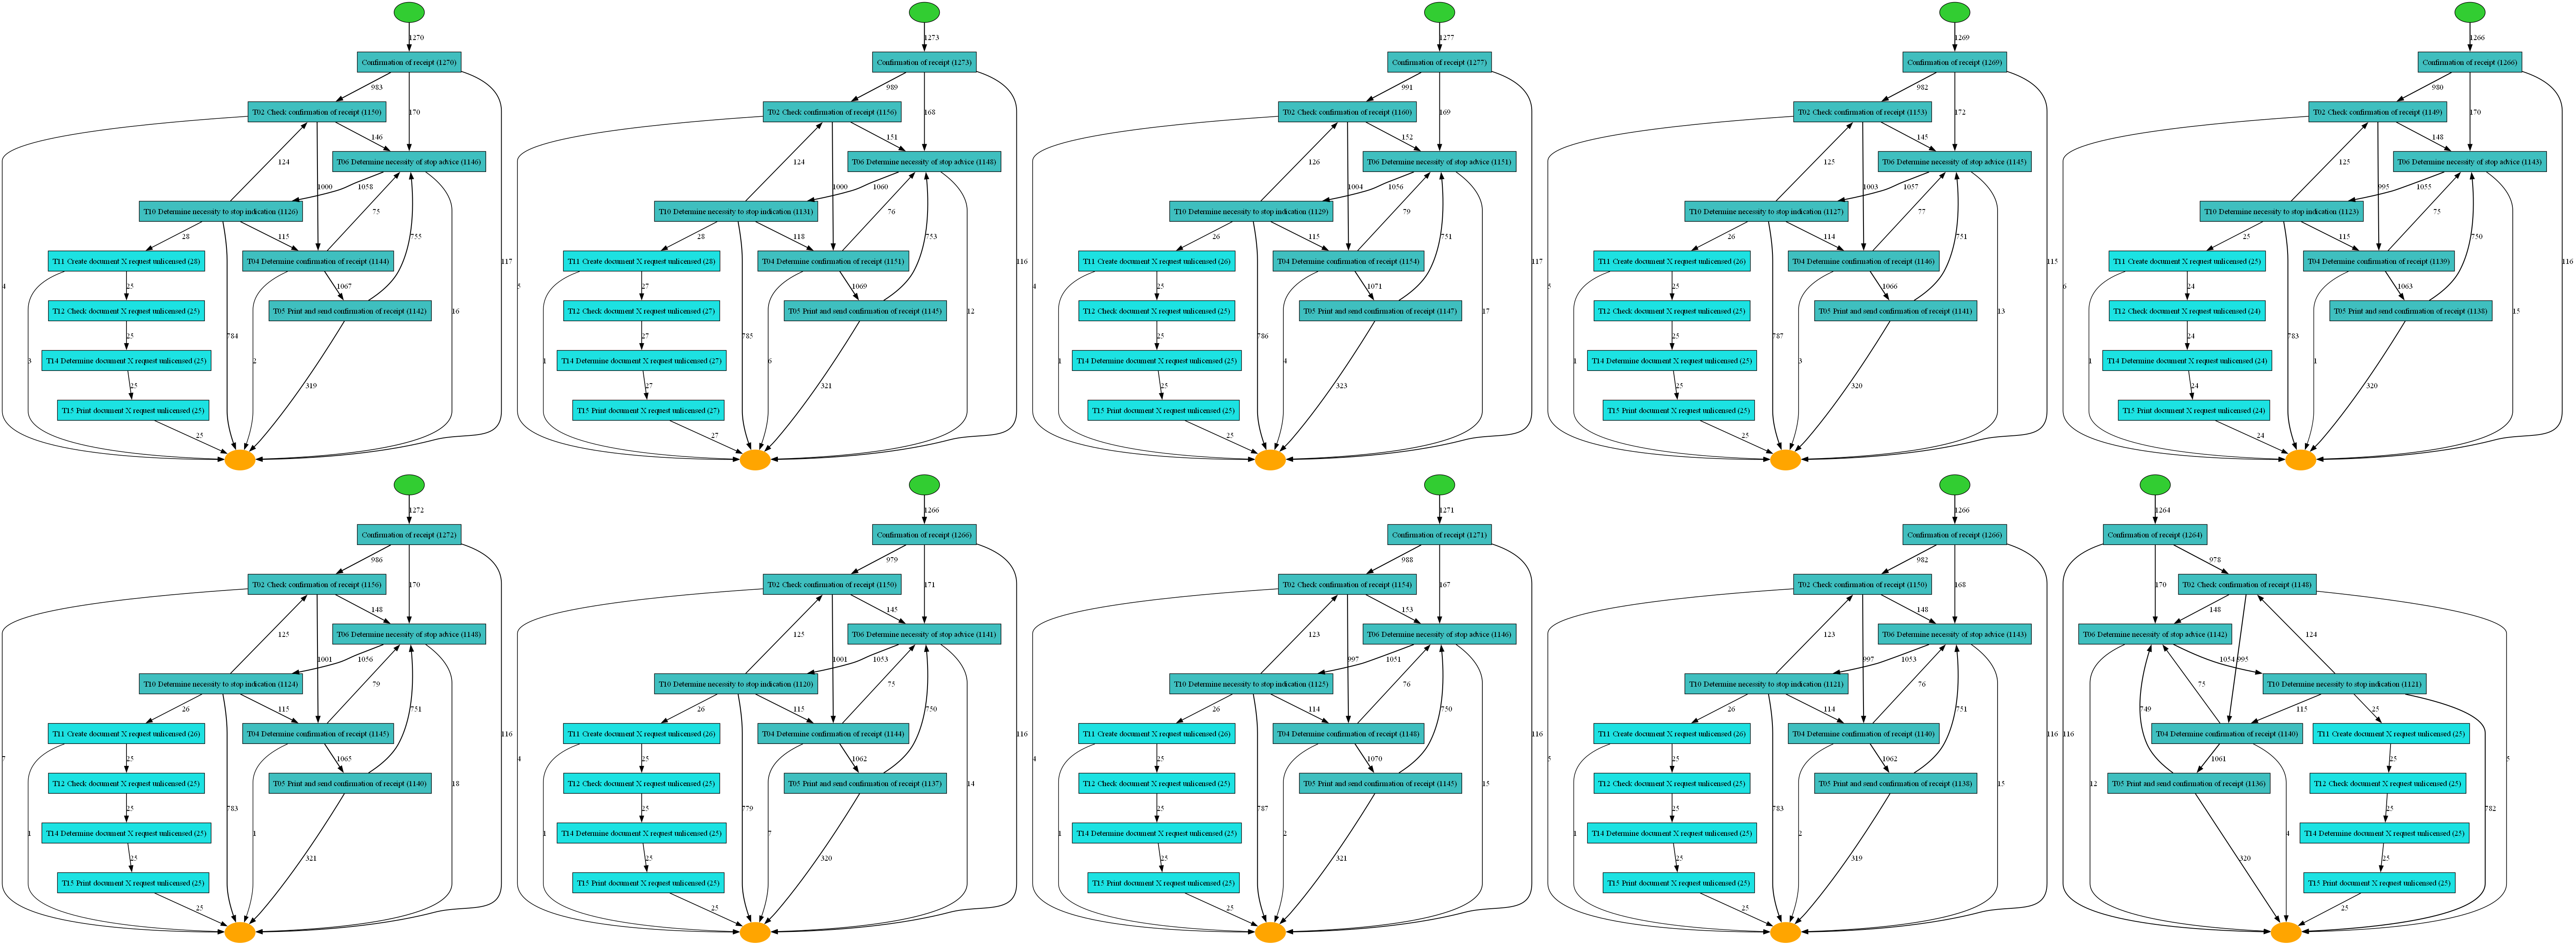 1270
Confirmation of receipt (1270)
983
170
T02 Check confirmation of receipt (1150)
146
T06 Determine necessity of stop advice (1146)
124
1000
1058
T10 Determine necessity to stop indication (1126)
75
755
28
115
T11 Create document X request unlicensed (28)
T04 Determine confirmation of receipt (1144)
117
4
25
1067
T12 Check document X request unlicensed (25)
T05 Print and send confirmation of receipt (1142)
16
784
25
3
2
T14 Determine document X request unlicensed (25)
25
319
T15 Print document X request unlicensed (25)
25
1273
Confirmation of receipt (1273)
989
168
T02 Check confirmation of receipt (1156)
151
T06 Determine necessity of stop advice (1148)
124
1000
1060
T10 Determine necessity to stop indication (1131)
76
753
28
118
T11 Create document X request unlicensed (28)
T04 Determine confirmation of receipt (1151)
116
5
27
1069
T12 Check document X request unlicensed (27)
T05 Print and send confirmation of receipt (1145)
12
785
27
1
6
T14 Determine document X request unlicensed (27)
27
321
T15 Print document X request unlicensed (27)
27
1277
Confirmation of receipt (1277)
991
169
T02 Check confirmation of receipt (1160)
152
T06 Determine necessity of stop advice (1151)
126
1004
1056
T10 Determine necessity to stop indication (1129)
79
751
26
115
T11 Create document X request unlicensed (26)
T04 Determine confirmation of receipt (1154)
117
4
25
1071
T12 Check document X request unlicensed (25)
T05 Print and send confirmation of receipt (1147)
17
786
25
1
4
T14 Determine document X request unlicensed (25)
25
323
T15 Print document X request unlicensed (25)
25
1269
Confirmation of receipt (1269)
982
172
T02 Check confirmation of receipt (1153)
145
T06 Determine necessity of stop advice (1145)
125
1003
1057
T10 Determine necessity to stop indication (1127)
77
751
26
114
T11 Create document X request unlicensed (26)
T04 Determine confirmation of receipt (1146)
115
5
25
1066
T12 Check document X request unlicensed (25)
T05 Print and send confirmation of receipt (1141)
13
787
25
1
3
T14 Determine document X request unlicensed (25)
25
320
T15 Print document X request unlicensed (25)
25
1266
Confirmation of receipt (1266)
980
170
T02 Check confirmation of receipt (1149)
148
T06 Determine necessity of stop advice (1143)
125
995
1055
T10 Determine necessity to stop indication (1123)
75
750
25
115
T11 Create document X request unlicensed (25)
T04 Determine confirmation of receipt (1139)
116
6
24
1063
T12 Check document X request unlicensed (24)
T05 Print and send confirmation of receipt (1138)
15
783
24
1
1
T14 Determine document X request unlicensed (24)
24
320
T15 Print document X request unlicensed (24)
24
1272
Confirmation of receipt (1272)
986
170
T02 Check confirmation of receipt (1156)
148
T06 Determine necessity of stop advice (1148)
125
1001
1056
T10 Determine necessity to stop indication (1124)
79
751
26
115
T11 Create document X request unlicensed (26)
T04 Determine confirmation of receipt (1145)
116
7
25
1065
T12 Check document X request unlicensed (25)
T05 Print and send confirmation of receipt (1140)
18
783
25
1
1
T14 Determine document X request unlicensed (25)
25
321
T15 Print document X request unlicensed (25)
25
1266
Confirmation of receipt (1266)
979
171
T02 Check confirmation of receipt (1150)
145
T06 Determine necessity of stop advice (1141)
125
1001
1053
T10 Determine necessity to stop indication (1120)
75
750
26
115
T11 Create document X request unlicensed (26)
T04 Determine confirmation of receipt (1144)
116
4
25
1062
T12 Check document X request unlicensed (25)
T05 Print and send confirmation of receipt (1137)
14
779
25
1
7
T14 Determine document X request unlicensed (25)
25
320
T15 Print document X request unlicensed (25)
25
1271
Confirmation of receipt (1271)
988
167
T02 Check confirmation of receipt (1154)
153
T06 Determine necessity of stop advice (1146)
123
997
1051
T10 Determine necessity to stop indication (1125)
76
750
26
114
T11 Create document X request unlicensed (26)
T04 Determine confirmation of receipt (1148)
116
4
25
1070
T12 Check document X request unlicensed (25)
T05 Print and send confirmation of receipt (1145)
15
787
25
1
2
T14 Determine document X request unlicensed (25)
25
321
T15 Print document X request unlicensed (25)
25
1266
Confirmation of receipt (1266)
982
168
T02 Check confirmation of receipt (1150)
148
T06 Determine necessity of stop advice (1143)
123
997
1053
T10 Determine necessity to stop indication (1121)
76
751
26
114
T11 Create document X request unlicensed (26)
T04 Determine confirmation of receipt (1140)
116
5
25
1062
T12 Check document X request unlicensed (25)
T05 Print and send confirmation of receipt (1138)
15
783
25
1
2
T14 Determine document X request unlicensed (25)
25
319
T15 Print document X request unlicensed (25)
25
1264
Confirmation of receipt (1264)
978
170
T02 Check confirmation of receipt (1148)
148
T06 Determine necessity of stop advice (1142)
124
1054
995
T10 Determine necessity to stop indication (1121)
75
749
115
25
T04 Determine confirmation of receipt (1140)
T11 Create document X request unlicensed (25)
116
1061
25
5
T05 Print and send confirmation of receipt (1136)
T12 Check document X request unlicensed (25)
12
25
782
4
T14 Determine document X request unlicensed (25)
320
25
T15 Print document X request unlicensed (25)
25